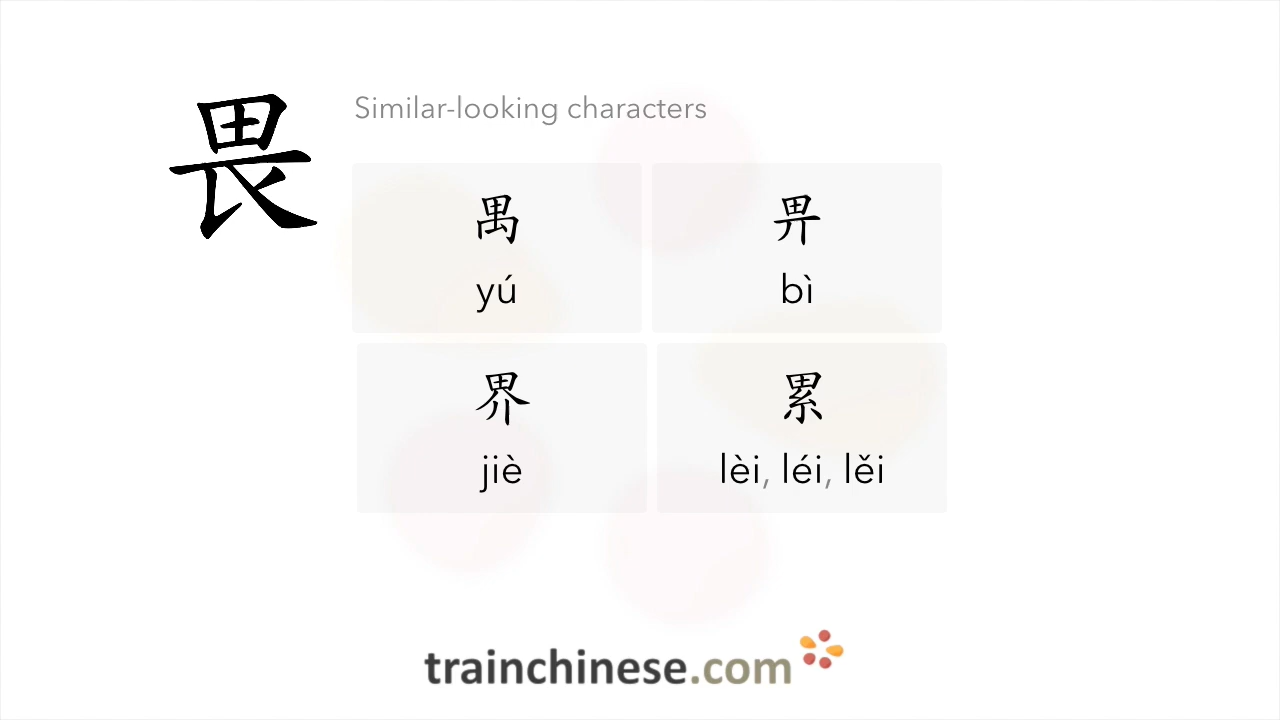 畏
Similar-looking characters
禺 畀
yú bì
界 累
jiè lèi, léi, lěi
trainchinese.com